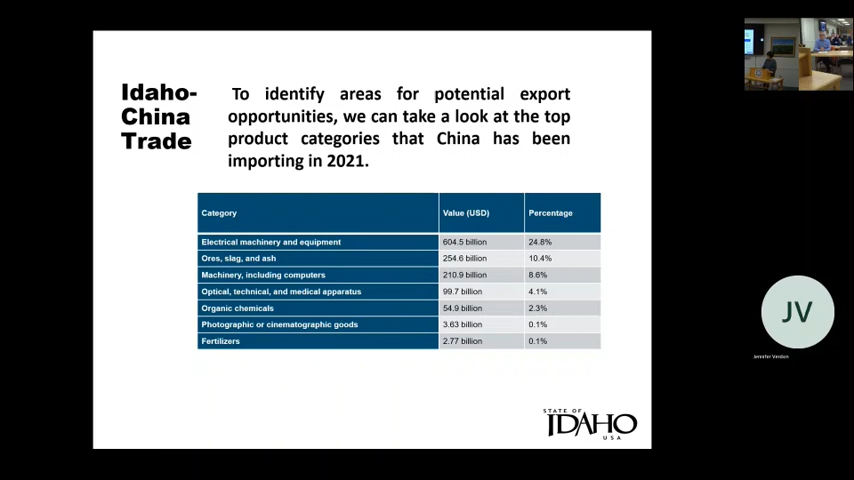 Idaho-
China
Trade
To identify areas for potential export
opportunities, we can take a look at the top
product categories that China has been
importing in 2021.
Category Value (USD) Percentage
Electrical machinery and equipment 604.5 billion 24.8%
Ores, slag, and ash 254.6 billion 10.4%
Machinery, including computers 210.9 billion 8.6%
Optical, technical, and medical apparatus 99.7 billion 4.1%
Organic chemicals 54.9 billion 2.3%
Photographic or cinematographic goods 3.63 billion 0.1%
Fertilizers 2.77 billion 0.1%
STATE OF
IDAHO
USA
JV
Jennifer Verdon